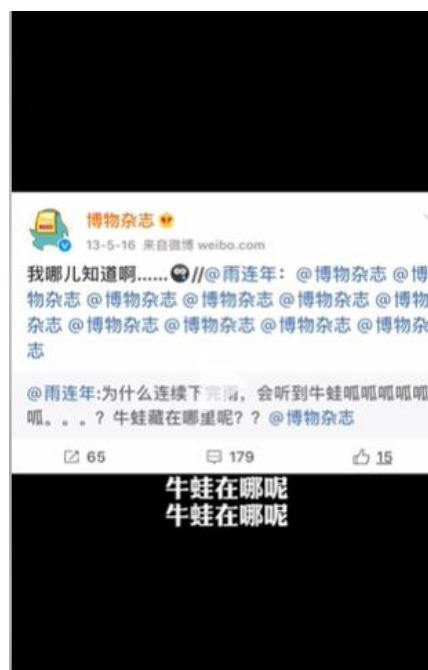 博物杂志
13-5-16 来自微博 weibo.com
我哪儿知道啊......//@雨连年：@博物杂志 @博
物杂志 @博物杂志 @博物杂志 @博物杂志 @博物
杂志 @博物杂志 @博物杂志 @博物杂志 @博物杂
志
@雨连年:为什么连续下完雨，会听到牛蛙呱呱呱呱呱
呱。。。？牛蛙藏在哪里呢？？@博物杂志
65 179 15
牛蛙在哪呢
牛蛙在哪呢